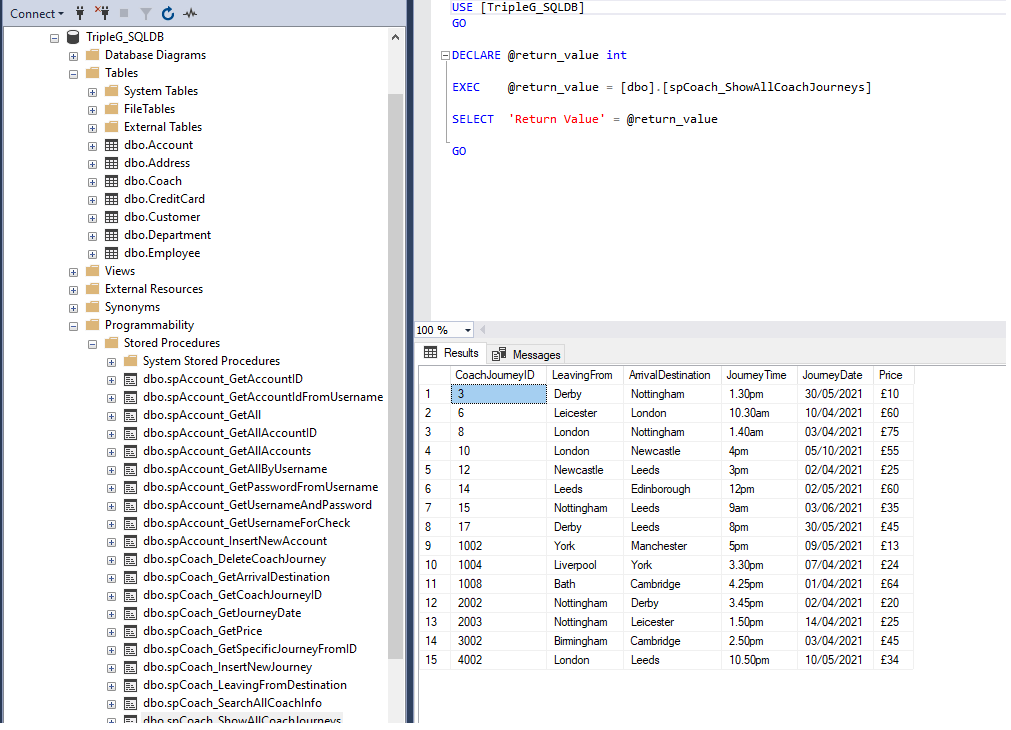 Connect
TripleG_SQLDB
Database Diagrams
Tables
System Tables
FileTables
External Tables
dbo.Account
dbo.Address
dbo.Coach
dbo.CreditCard
dbo.Customer
dbo.Department
dbo.Employee
Views
External Resources
Synonyms
Programmability
Stored Procedures
System Stored Procedures
dbo.spAccount_GetAccountID
dbo.spAccount_GetAccountIdFromUsername
dbo.spAccount_GetAll
dbo.spAccount_GetAllAccountID
dbo.spAccount_GetAllAccounts
dbo.spAccount_GetAllByUsername
dbo.spAccount_GetPasswordFromUsername
dbo.spAccount_GetUsernameAndPassword
dbo.spAccount_GetUsernameForCheck
dbo.spAccount_InsertNewAccount
dbo.spCoach_DeleteCoachJourney
dbo.spCoach_GetArrivalDestination
dbo.spCoach_GetCoachJourneyID
dbo.spCoach_GetJourneyDate
dbo.spCoach_GetPrice
dbo.spCoach_GetSpecificJourneyFromID
dbo.spCoach_InsertNewJourney
dbo.spCoach_LeavingFromDestination
dbo.spCoach_SearchAllCoachInfo
dbo.spCoach_ShowAllCoachJourneys
USE [TripleG_SQLDB]
GO
DECLARE @return_value int
EXEC @return_value = [dbo].[spCoach_ShowAllCoachJourneys]
SELECT 'Return Value' = @return_value
GO
100 %
Results Messages
CoachJourneyID LeavingFrom ArrivalDestination JourneyTime JourneyDate Price
1 3 Derby Nottingham 1.30pm 30/05/2021 £10
2 6 Leicester London 10.30am 10/04/2021 £60
3 8 London Nottingham 1.40am 03/04/2021 £75
4 10 London Newcastle 4pm 05/10/2021 £55
5 12 Newcastle Leeds 3pm 02/04/2021 £25
6 14 Leeds Edinborough 12pm 02/05/2021 £60
7 15 Nottingham Leeds 9am 03/06/2021 £35
8 17 Derby Leeds 8pm 30/05/2021 £45
9 1002 York Manchester 5pm 09/05/2021 £13
10 1004 Liverpool York 3.30pm 07/04/2021 £24
11 1008 Bath Cambridge 4.25pm 01/04/2021 £64
12 2002 Nottingham Derby 3.45pm 02/04/2021 £20
13 2003 Nottingham Leicester 1.50pm 14/04/2021 £25
14 3002 Birmingham Cambridge 2.50pm 03/04/2021 £45
15 4002 London Leeds 10.50pm 10/05/2021 £34